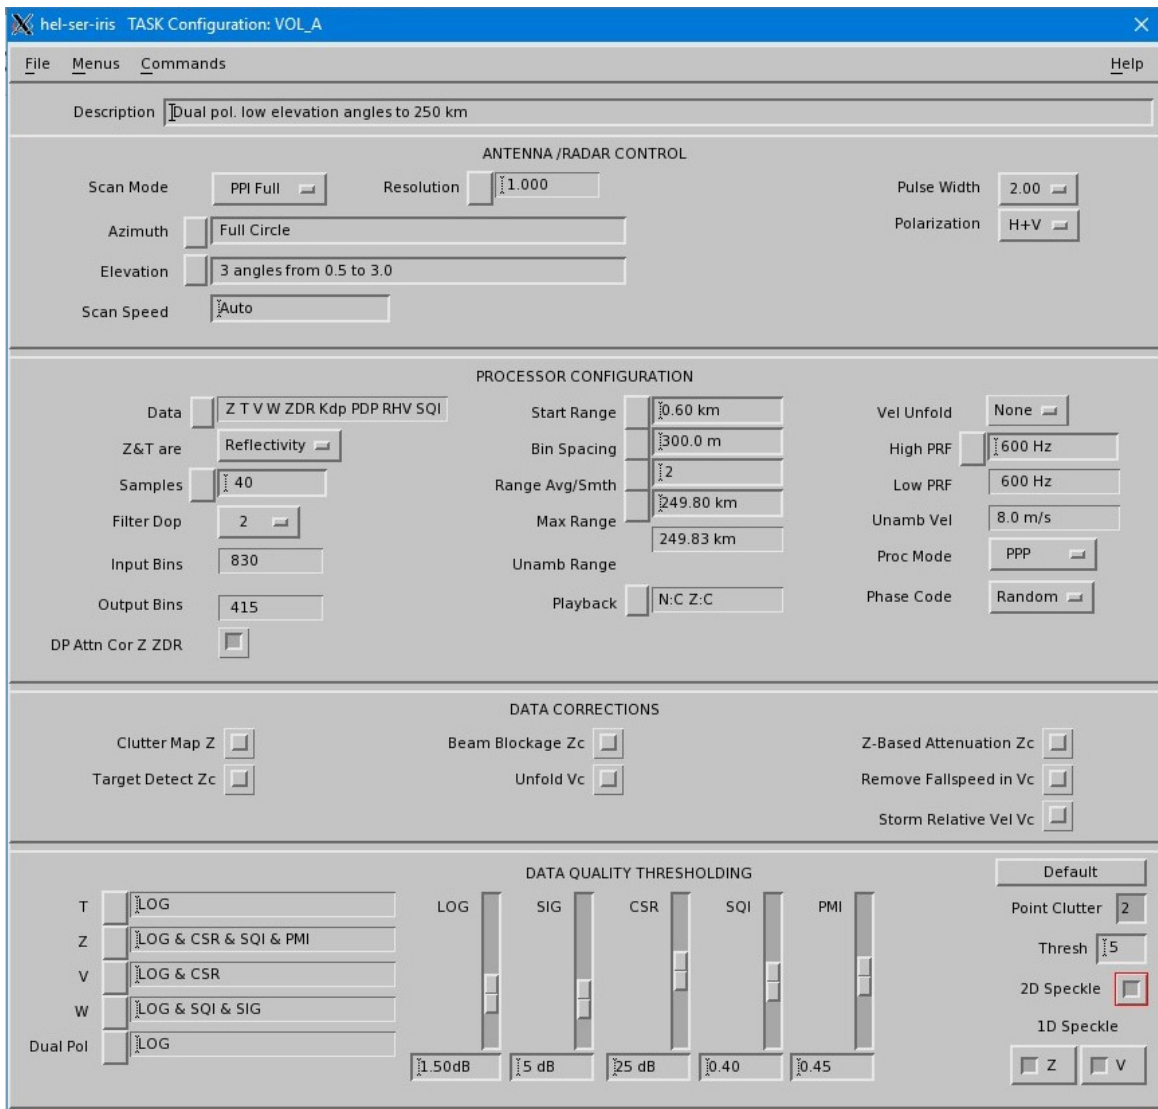 hel-ser-iris TASK Configuration: VOL_A
File Menus Commands Help
Description Dual pol. low elevation angles to 250 km
ANTENNA /RADAR CONTROL
Scan Mode PPI Full Resolution 1.000 Pulse Width 2.00
Azimuth Full Circle Polarization H+V
Elevation 3 angles from 0.5 to 3.0
Scan Speed Auto
PROCESSOR CONFIGURATION
Data Z T V W ZDR Kdp PDP RHV SQI Start Range 0.60 km Vel Unfold None
Z&T are Reflectivity Bin Spacing 300.0 m High PRF 600 Hz
Samples 40 Range Avg/Smth 2 Low PRF 600 Hz
Filter Dop 2 Max Range 249.80 km Unamb Vel 8.0 m/s
Input Bins 830 Unamb Range 249.83 km Proc Mode PPP
Output Bins 415 Playback N:C Z:C Phase Code Random
DP Attn Cor Z ZDR
DATA CORRECTIONS
Clutter Map Z Beam Blockage Zc Z-Based Attenuation Zc
Target Detect Zc Unfold Vc Remove Fallspeed in Vc
Storm Relative Vel Vc
DATA QUALITY THRESHOLDING Default
T LOG LOG SIG CSR SQI PMI Point Clutter 2
Z LOG & CSR & SQI & PMI Thresh 5
V LOG & CSR 2D Speckle
W LOG & SQI & SIG 1D Speckle
Dual Pol LOG
1.50dB 5 dB 25 dB 0.40 0.45 Z V